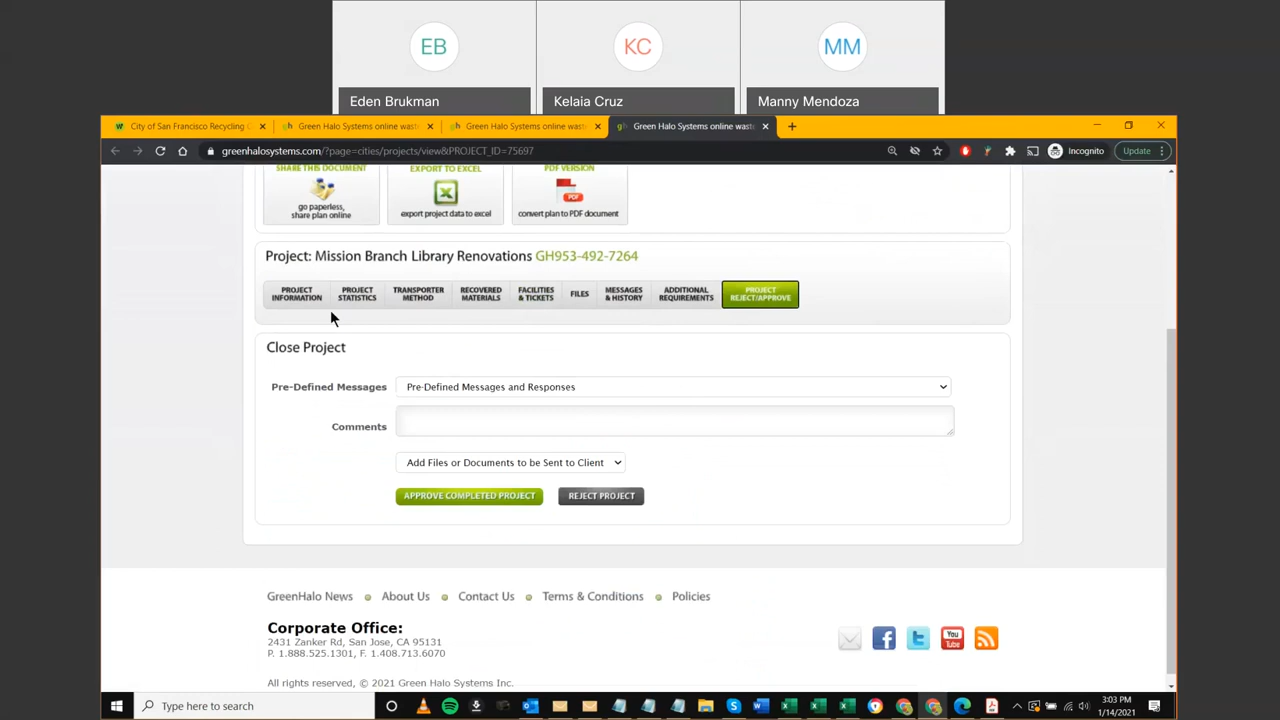 EB
KC
MM
Eden Brukman
Kelaia Cruz
Manny Mendoza
City of San Francisco Recycling
Green Halo Systems online wast
Green Halo Systems online wast
Green Halo Systems online wast
greenhalosystems.com/?page=cities/projects/view&PROJECT_ID=75697
Incognito
Update
SHARE THIS DOCUMENT
go paperless,
share plan online
EXPORT TO EXCEL
export project data to excel
PDF VERSION
PDF
convert plan to PDF document
Project: Mission Branch Library Renovations GH953-492-7264
PROJECT INFORMATION
PROJECT STATISTICS
TRANSPORTER METHOD
RECOVERED MATERIALS
FACILITIES & TICKETS
FILES
MESSAGES & HISTORY
ADDITIONAL REQUIREMENTS
PROJECT REJECT/APPROVE
Close Project
Pre-Defined Messages
Pre-Defined Messages and Responses
Comments
Add Files or Documents to be Sent to Client
APPROVE COMPLETED PROJECT
REJECT PROJECT
GreenHalo News
About Us
Contact Us
Terms & Conditions
Policies
Corporate Office:
2431 Zanker Rd, San Jose, CA 95131
P. 1.888.525.1301, F. 1.408.713.6070
You
Tube
All rights reserved, © 2021 Green Halo Systems Inc.
Type here to search
3:03 PM
1/14/2021